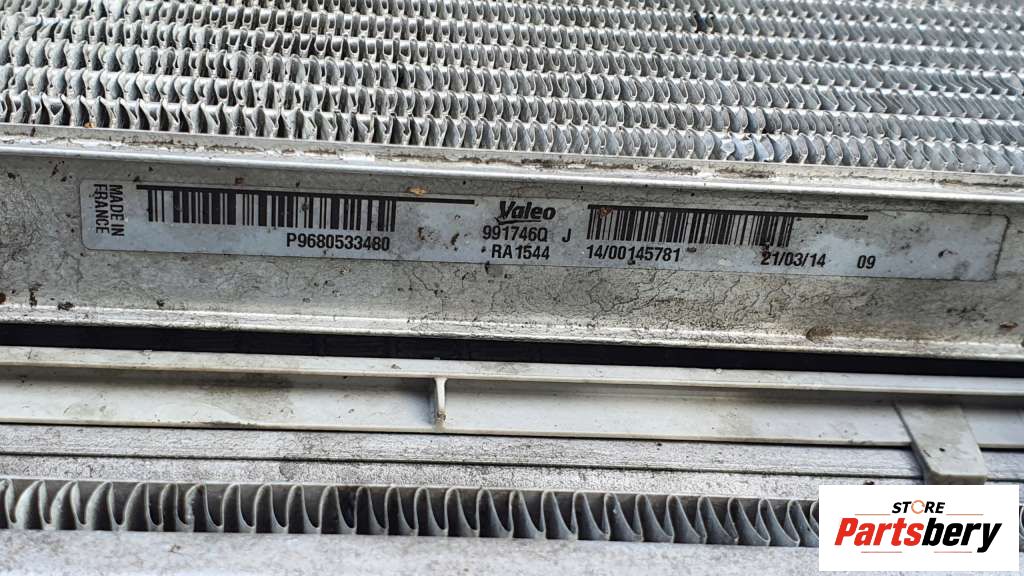 MADE IN
FRANCE
P9680533480
Valeo
991746Q J
RA1544
14/00145781
21/03/14 09
STORE
Partsbery